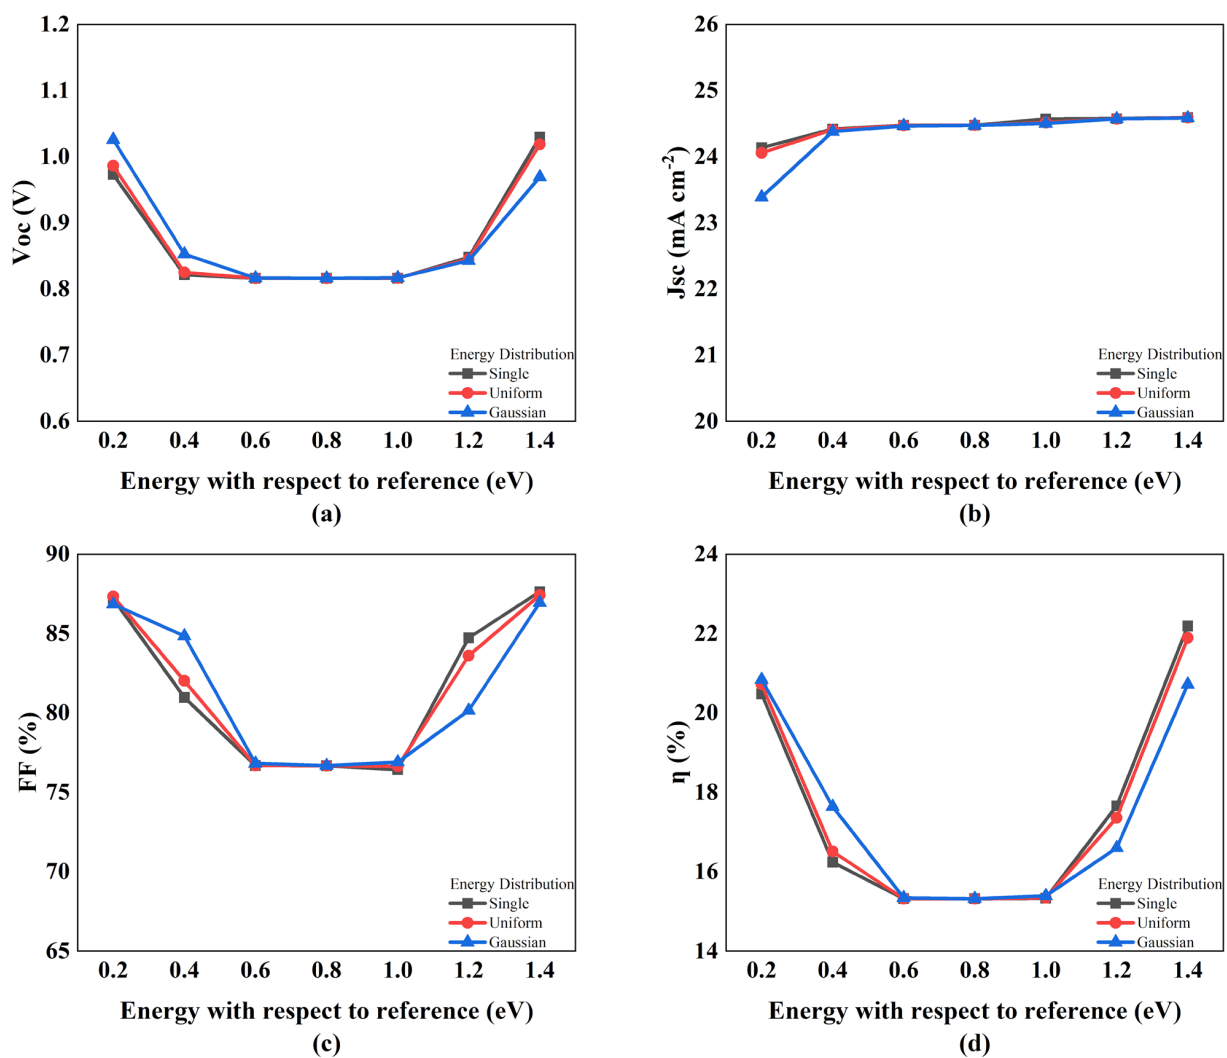 1.2
1.1
1.0
0.9
0.8
0.7
0.6
Voc (V)
Energy Distribution
Single
Uniform
Gaussian
0.2 0.4 0.6 0.8 1.0 1.2 1.4
Energy with respect to reference (eV)
(a)
26
25
24
23
22
21
20
Jsc (mA cm-2)
Energy Distribution
Single
Uniform
Gaussian
0.2 0.4 0.6 0.8 1.0 1.2 1.4
Energy with respect to reference (eV)
(b)
90
85
80
75
70
65
FF (%)
Energy Distribution
Single
Uniform
Gaussian
0.2 0.4 0.6 0.8 1.0 1.2 1.4
Energy with respect to reference (eV)
(c)
24
22
20
18
16
14
η (%)
Energy Distribution
Single
Uniform
Gaussian
0.2 0.4 0.6 0.8 1.0 1.2 1.4
Energy with respect to reference (eV)
(d)